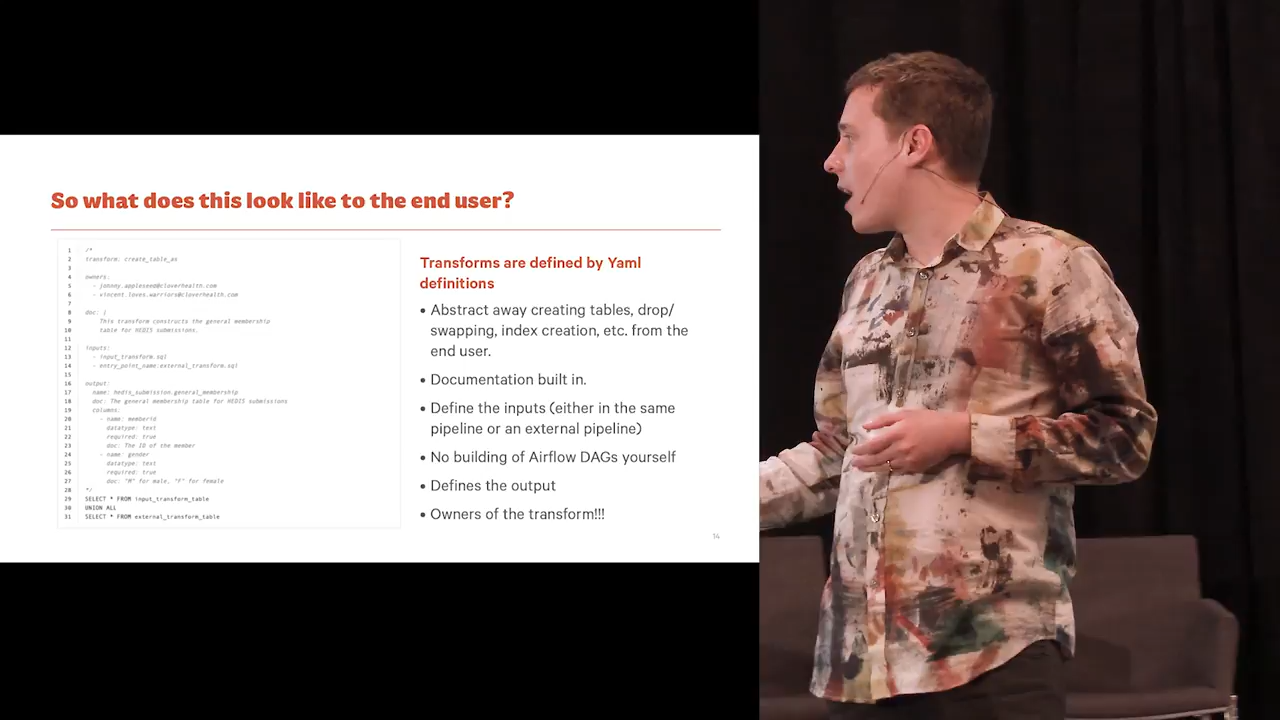 So what does this look like to the end user?
1 /*
2 transform: create_table_as
3
4 owners:
5 - johnny.appleseed@cloverhealth.com
6 - vincent.loves.warriors@cloverhealth.com
7
8 doc: |
9 This transform constructs the general membership
10 table for HEDIS submissions.
11
12 inputs:
13 - input_transform.sql
14 - entry_point_name:external_transform.sql
15
16 output:
17 name: hedis_submission.general_membership
18 doc: The general membership table for HEDIS submissions
19 columns:
20 - name: memberid
21 datatype: text
22 required: true
23 doc: The ID of the member
24 - name: gender
25 datatype: text
26 required: true
27 doc: "M" for male, "F" for female
28 */
29 SELECT * FROM input_transform_table
30 UNION ALL
31 SELECT * FROM external_transform_table
Transforms are defined by Yaml
definitions
• Abstract away creating tables, drop/
swapping, index creation, etc. from the
end user.
• Documentation built in.
• Define the inputs (either in the same
pipeline or an external pipeline)
• No building of Airflow DAGs yourself
• Defines the output
• Owners of the transform!!!
14